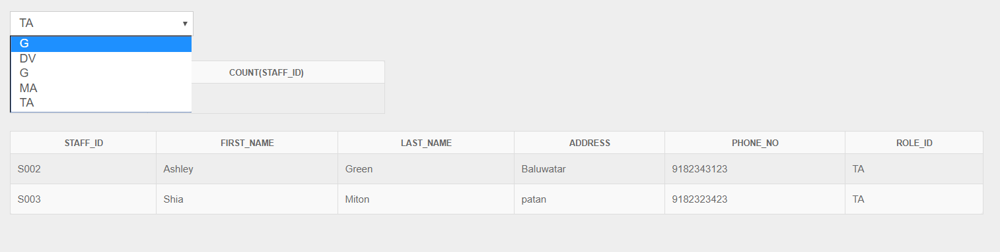 TA
G
DV
G
MA
TA
COUNT(STAFF_ID)
STAFF_ID FIRST_NAME LAST_NAME ADDRESS PHONE_NO ROLE_ID
S002 Ashley Green Baluwatar 9182343123 TA
S003 Shia Miton patan 9182323423 TA